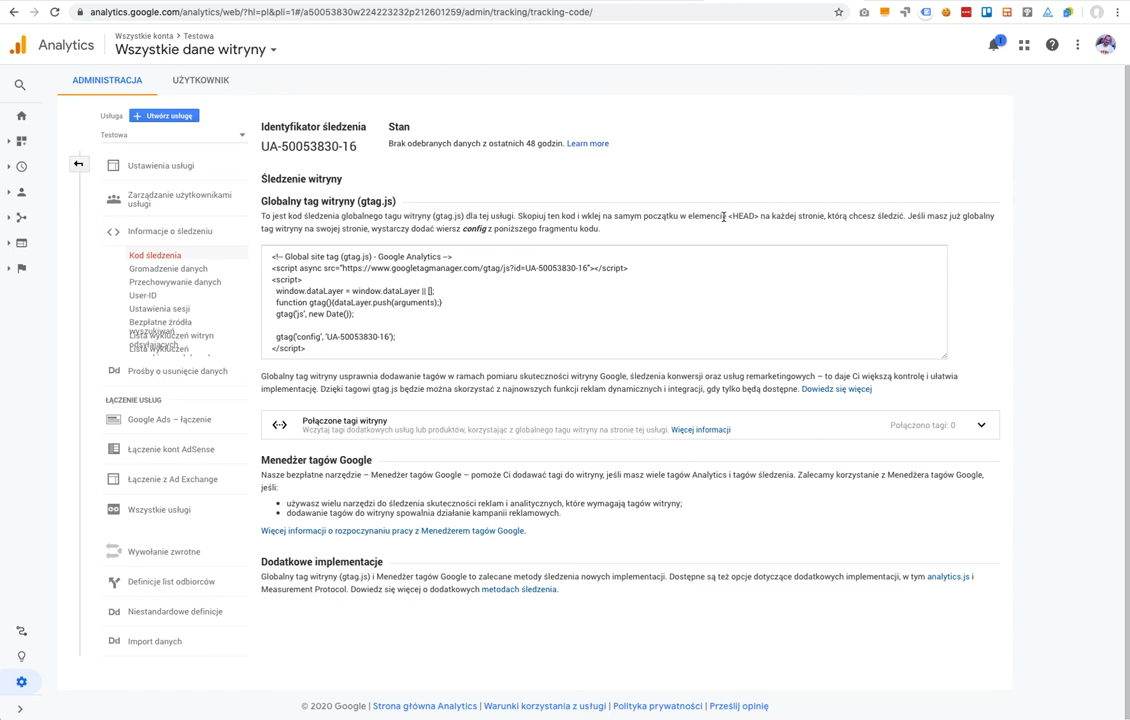 analytics.google.com/analytics/web/?hl=pl&pli=1#/a50053830w224223232p212601259/admin/tracking/tracking-code/
Analytics
Wszystkie konta > Testowa
Wszystkie dane witryny
1
ADMINISTRACJA
UŻYTKOWNIK
Usługa
Utwórz usługę
Testowa
Ustawienia usługi
Zarządzanie użytkownikami
usługi
Informacje o śledzeniu
Kod śledzenia
Gromadzenie danych
Przechowywanie danych
User-ID
Ustawienia sesji
Bezpłatne źródła
wyszukiwań
Lista wykluczeń witryn
odsyłających
Lista wykluczeń
Dd Prośby o usunięcie danych
ŁĄCZENIE USŁUG
Google Ads – łączenie
Łączenie kont AdSense
Łączenie z Ad Exchange
Wszystkie usługi
Wywołanie zwrotne
Definicje list odbiorców
Dd Niestandardowe definicje
Dd Import danych
Identyfikator śledzenia
UA-50053830-16
Stan
Brak odebranych danych z ostatnich 48 godzin. Learn more
Śledzenie witryny
Globalny tag witryny (gtag.js)
To jest kod śledzenia globalnego tagu witryny (gtag.js) dla tej usługi. Skopiuj ten kod i wklej na samym początku w elemencie <HEAD> na każdej stronie, którą chcesz śledzić. Jeśli masz już globalny
tag witryny na swojej stronie, wystarczy dodać wiersz config z poniższego fragmentu kodu.
<!-- Global site tag (gtag.js) - Google Analytics -->
<script async src="https://www.googletagmanager.com/gtag/js?id=UA-50053830-16"></script>
<script>
window.dataLayer = window.dataLayer || [];
function gtag(){dataLayer.push(arguments);}
gtag('js', new Date());
gtag('config', 'UA-50053830-16');
</script>
Globalny tag witryny usprawnia dodawanie tagów w ramach pomiaru skuteczności witryny Google, śledzenia konwersji oraz usług remarketingowych – to daje Ci większą kontrolę i ułatwia
implementację. Dzięki tagowi gtag.js będzie można skorzystać z najnowszych funkcji reklam dynamicznych i integracji, gdy tylko będą dostępne. Dowiedz się więcej
Połączone tagi witryny
Wczytaj tagi dodatkowych usług lub produktów, korzystając z globalnego tagu witryny na stronie tej usługi. Więcej informacji
Połączono tagi: 0
Menedżer tagów Google
Nasze bezpłatne narzędzie – Menedżer tagów Google – pomoże Ci dodawać tagi do witryny, jeśli masz wiele tagów Analytics i tagów śledzenia. Zalecamy korzystanie z Menedżera tagów Google,
jeśli:
• używasz wielu narzędzi do śledzenia skuteczności reklam i analitycznych, które wymagają tagów witryny;
• dodawanie tagów do witryny spowalnia działanie kampanii reklamowych.
Więcej informacji o rozpoczynaniu pracy z Menedżerem tagów Google.
Dodatkowe implementacje
Globalny tag witryny (gtag.js) i Menedżer tagów Google to zalecane metody śledzenia nowych implementacji. Dostępne są też opcje dotyczące dodatkowych implementacji, w tym analytics.js i
Measurement Protocol. Dowiedz się więcej o dodatkowych metodach śledzenia.
© 2020 Google | Strona główna Analytics | Warunki korzystania z usługi | Polityka prywatności | Prześlij opinię